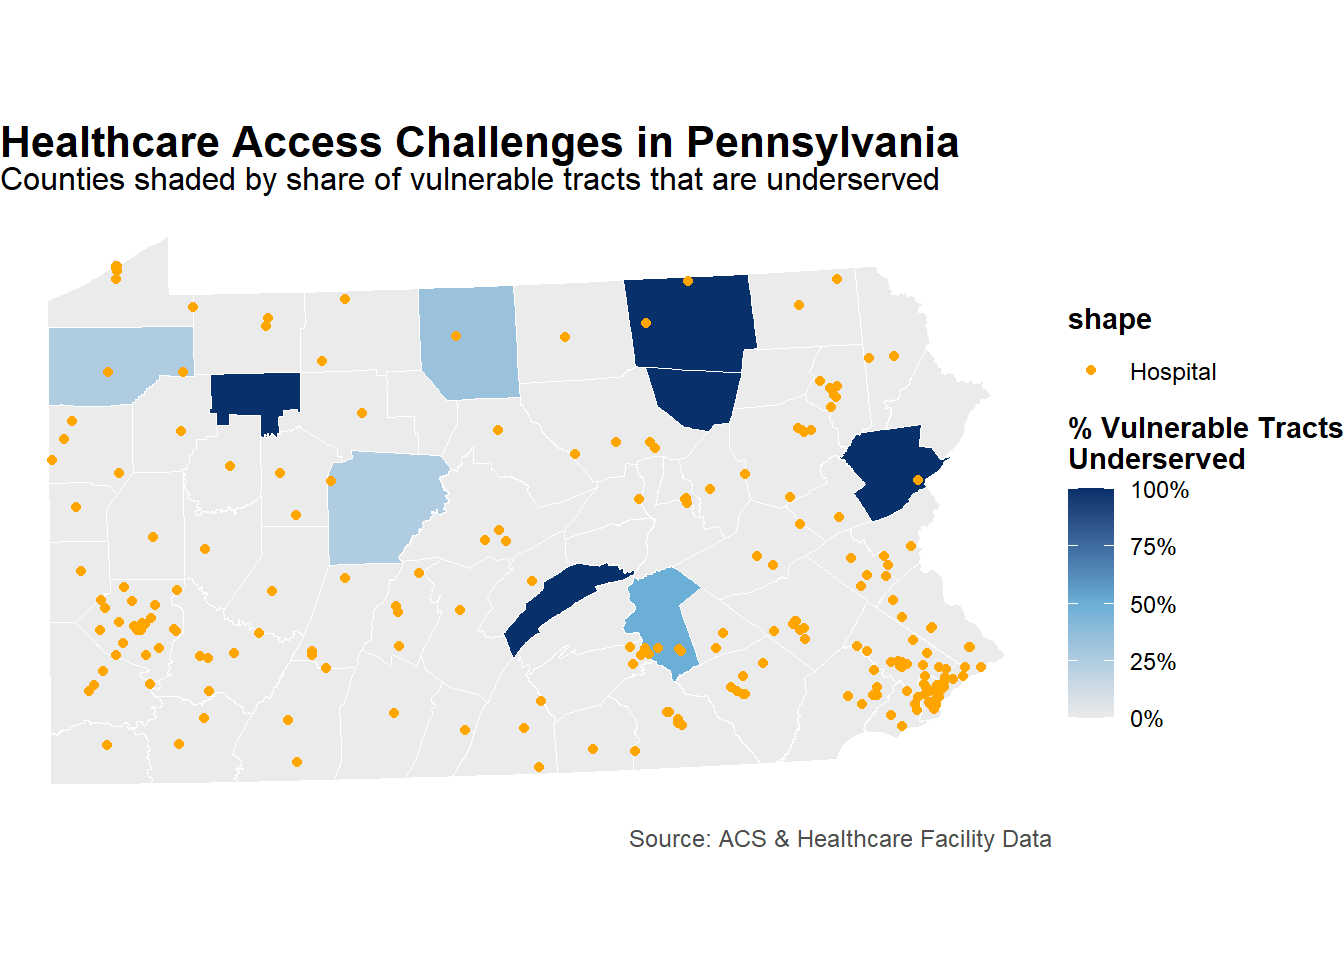 Healthcare Access Challenges in Pennsylvania
Counties shaded by share of vulnerable tracts that are underserved
shape
Hospital
% Vulnerable Tracts
Underserved
100%
75%
50%
25%
0%
Source: ACS & Healthcare Facility Data